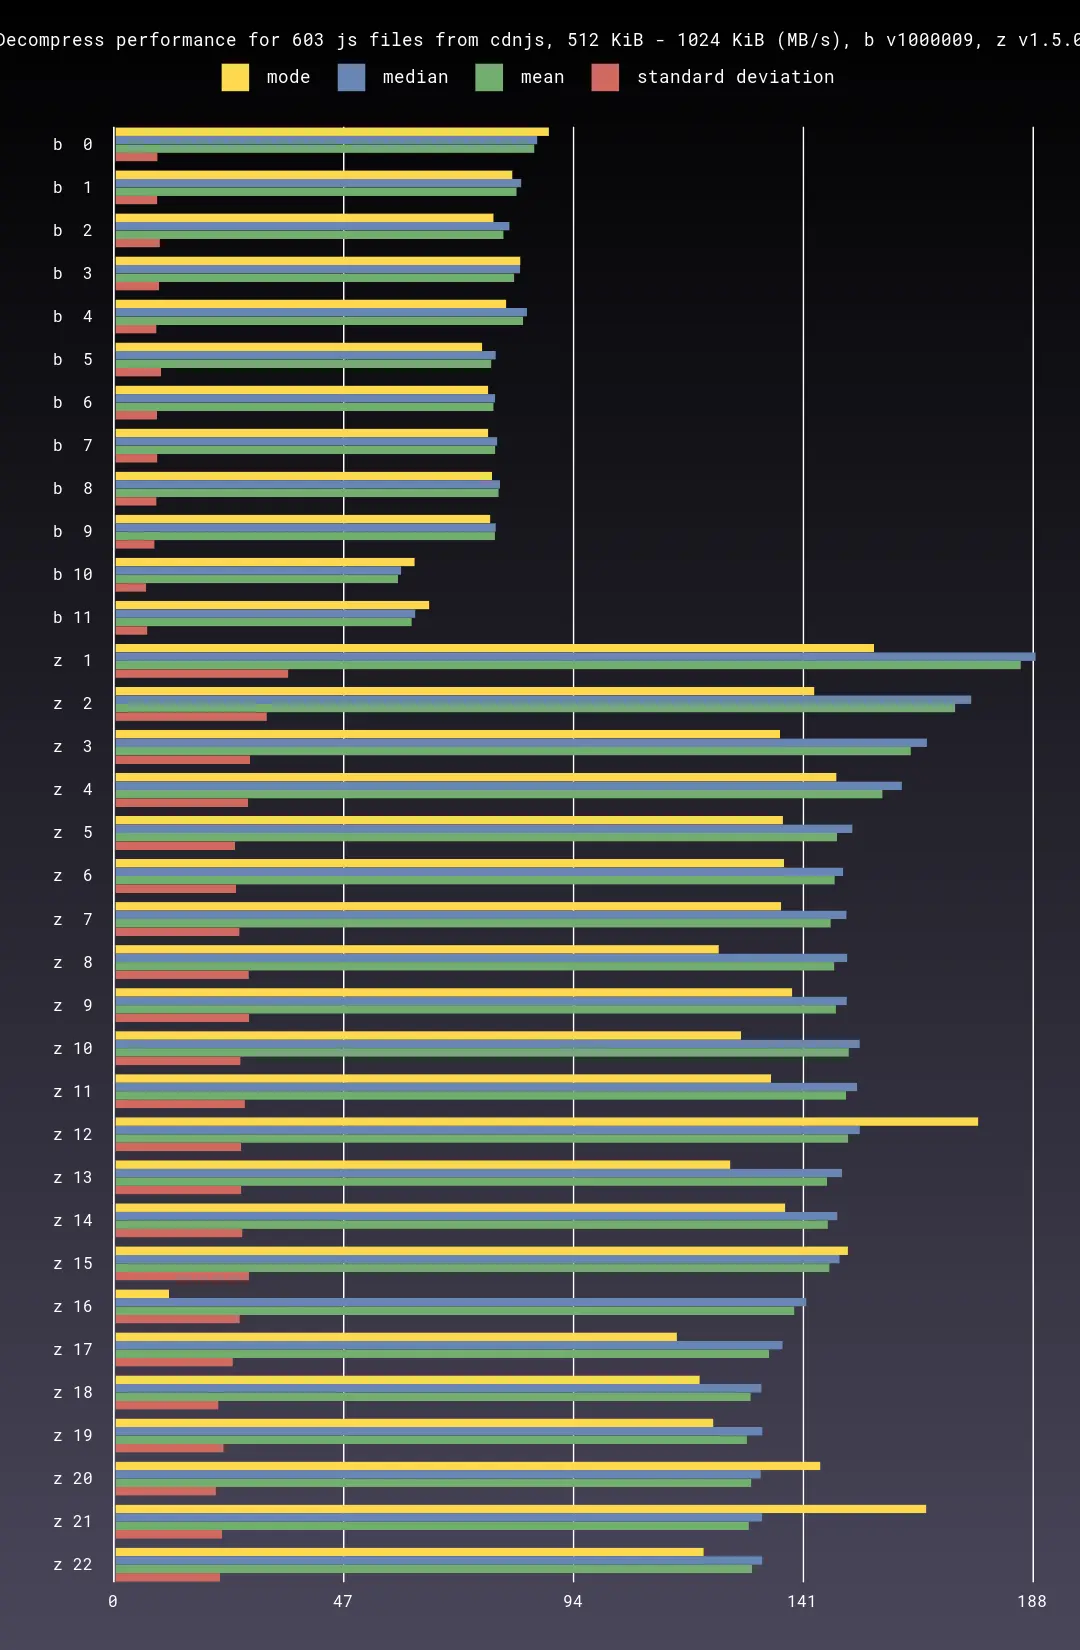 Decompress performance for 603 js files from cdnjs, 512 KiB - 1024 KiB (MB/s), b v1000009, z v1.5.0
mode median mean standard deviation
b 0
b 1
b 2
b 3
b 4
b 5
b 6
b 7
b 8
b 9
b 10
b 11
z 1
z 2
z 3
z 4
z 5
z 6
z 7
z 8
z 9
z 10
z 11
z 12
z 13
z 14
z 15
z 16
z 17
z 18
z 19
z 20
z 21
z 22
0 47 94 141 188